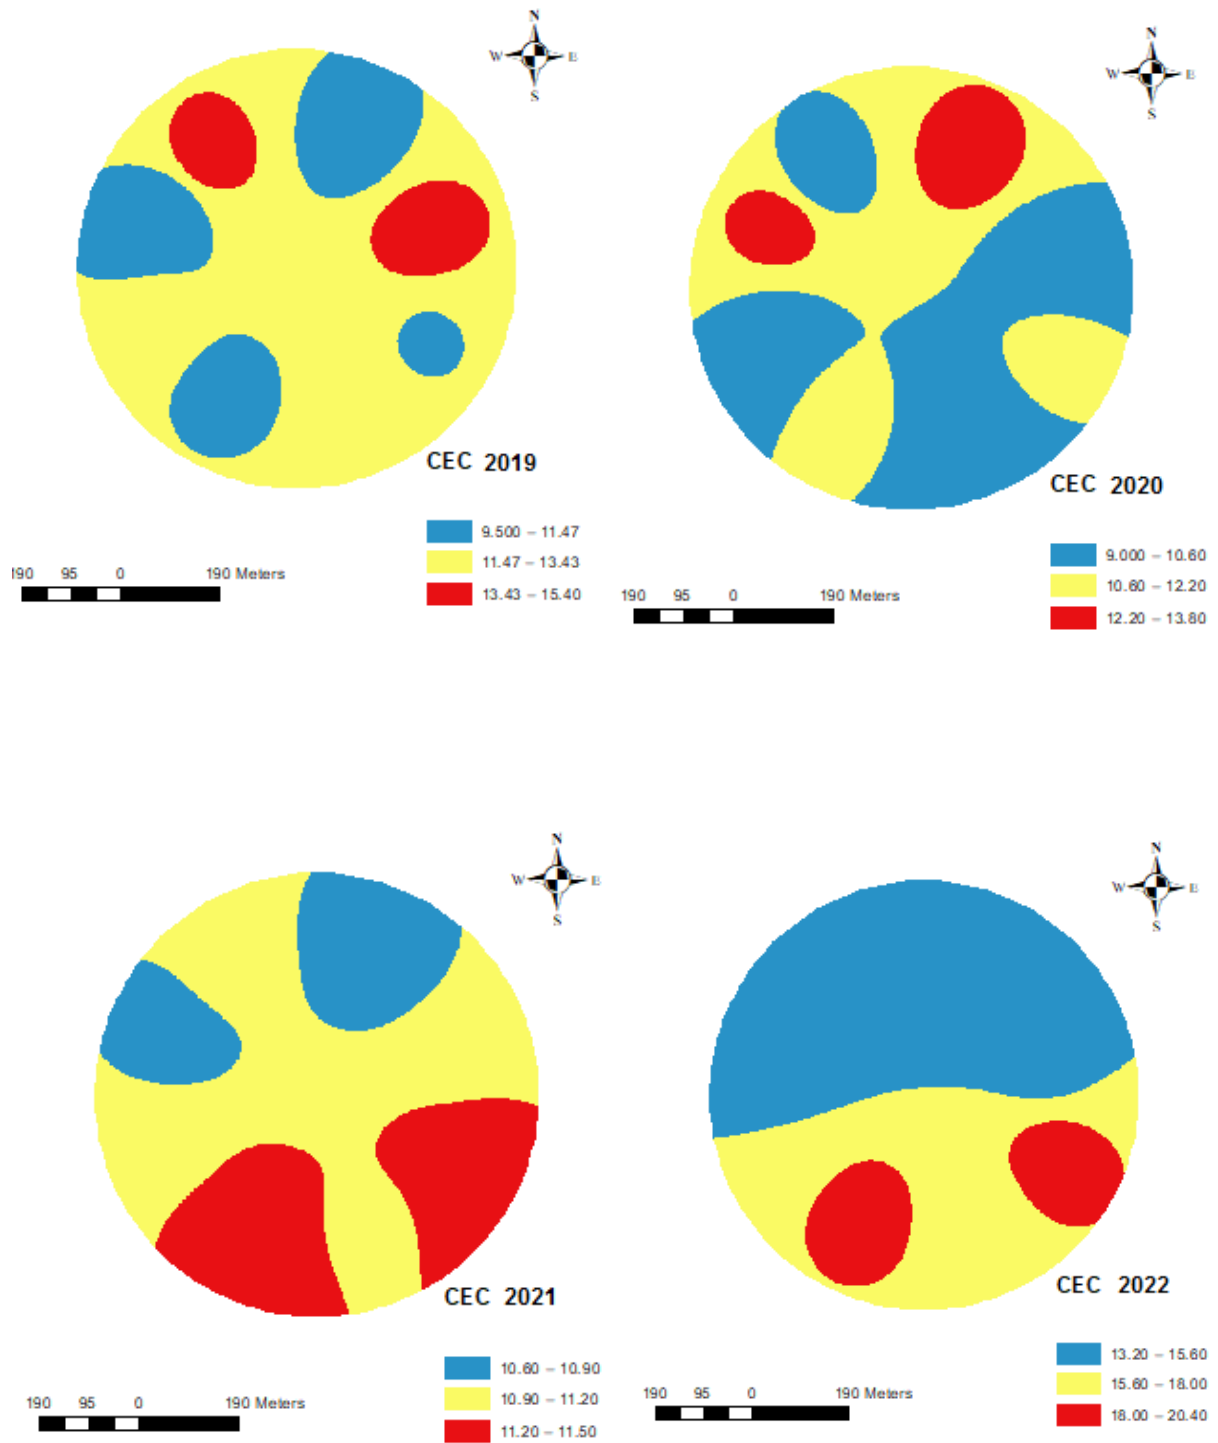 N
W E
S
CEC 2019
9.500 – 11.47
11.47 – 13.43
13.43 – 15.40
190 95 0 190 Meters
N
W E
S
CEC 2020
9.000 – 10.60
10.60 – 12.20
12.20 – 13.80
190 95 0 190 Meters
N
W E
S
CEC 2021
10.60 – 10.90
10.90 – 11.20
11.20 – 11.50
190 95 0 190 Meters
N
W E
S
CEC 2022
13.20 – 15.60
15.60 – 18.00
18.00 – 20.40
190 95 0 190 Meters